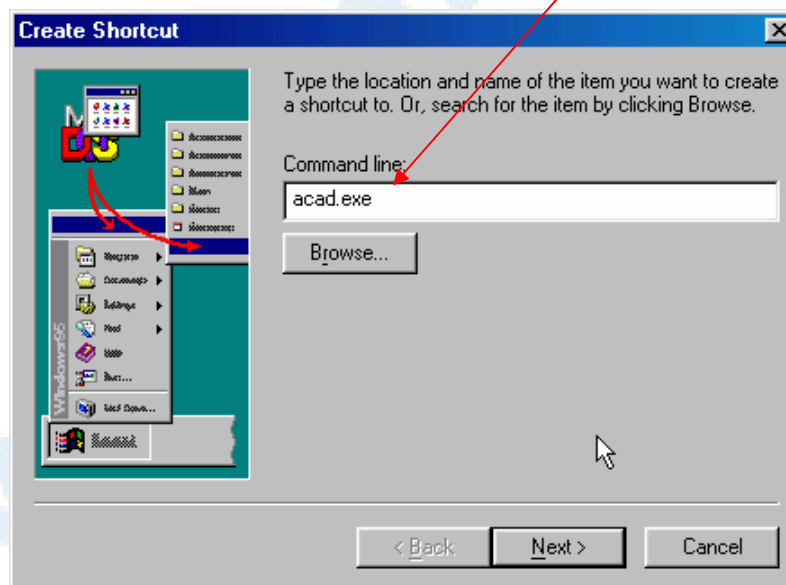 Create Shortcut
Type the location and name of the item you want to create
a shortcut to. Or, search for the item by clicking Browse.
Command line:
acad.exe
Browse...
Windows95
< Back
Next >
Cancel